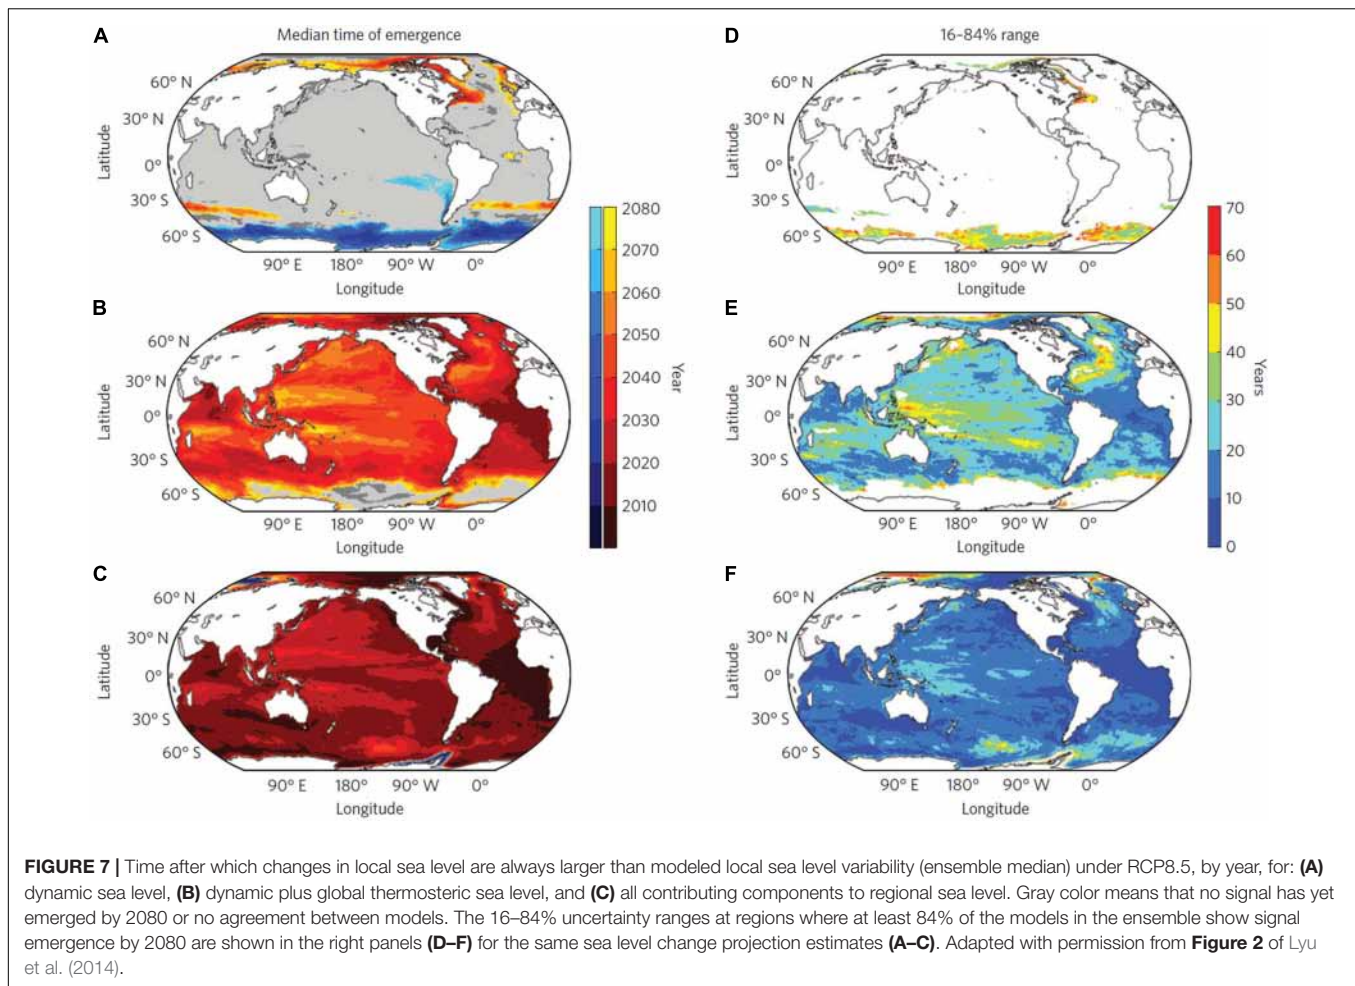 A
Median time of emergence
60° N
30° N
0°
30° S
60° S
Latitude
90° E 180° 90° W 0°
Longitude
D
16–84% range
60° N
30° N
0°
30° S
60° S
Latitude
90° E 180° 90° W 0°
Longitude
B
60° N
30° N
0°
30° S
60° S
Latitude
90° E 180° 90° W 0°
Longitude
2080
2070
2060
2050
2040
2030
2020
2010
Year
E
60° N
30° N
0°
30° S
60° S
Latitude
90° E 180° 90° W 0°
Longitude
70
60
50
40
30
20
10
0
Years
C
60° N
30° N
0°
30° S
60° S
Latitude
90° E 180° 90° W 0°
Longitude
F
60° N
30° N
0°
30° S
60° S
Latitude
90° E 180° 90° W 0°
Longitude
FIGURE 7 | Time after which changes in local sea level are always larger than modeled local sea level variability (ensemble median) under RCP8.5, by year, for: (A)
dynamic sea level, (B) dynamic plus global thermosteric sea level, and (C) all contributing components to regional sea level. Gray color means that no signal has yet
emerged by 2080 or no agreement between models. The 16–84% uncertainty ranges at regions where at least 84% of the models in the ensemble show signal
emergence by 2080 are shown in the right panels (D–F) for the same sea level change projection estimates (A–C). Adapted with permission from Figure 2 of Lyu
et al. (2014).